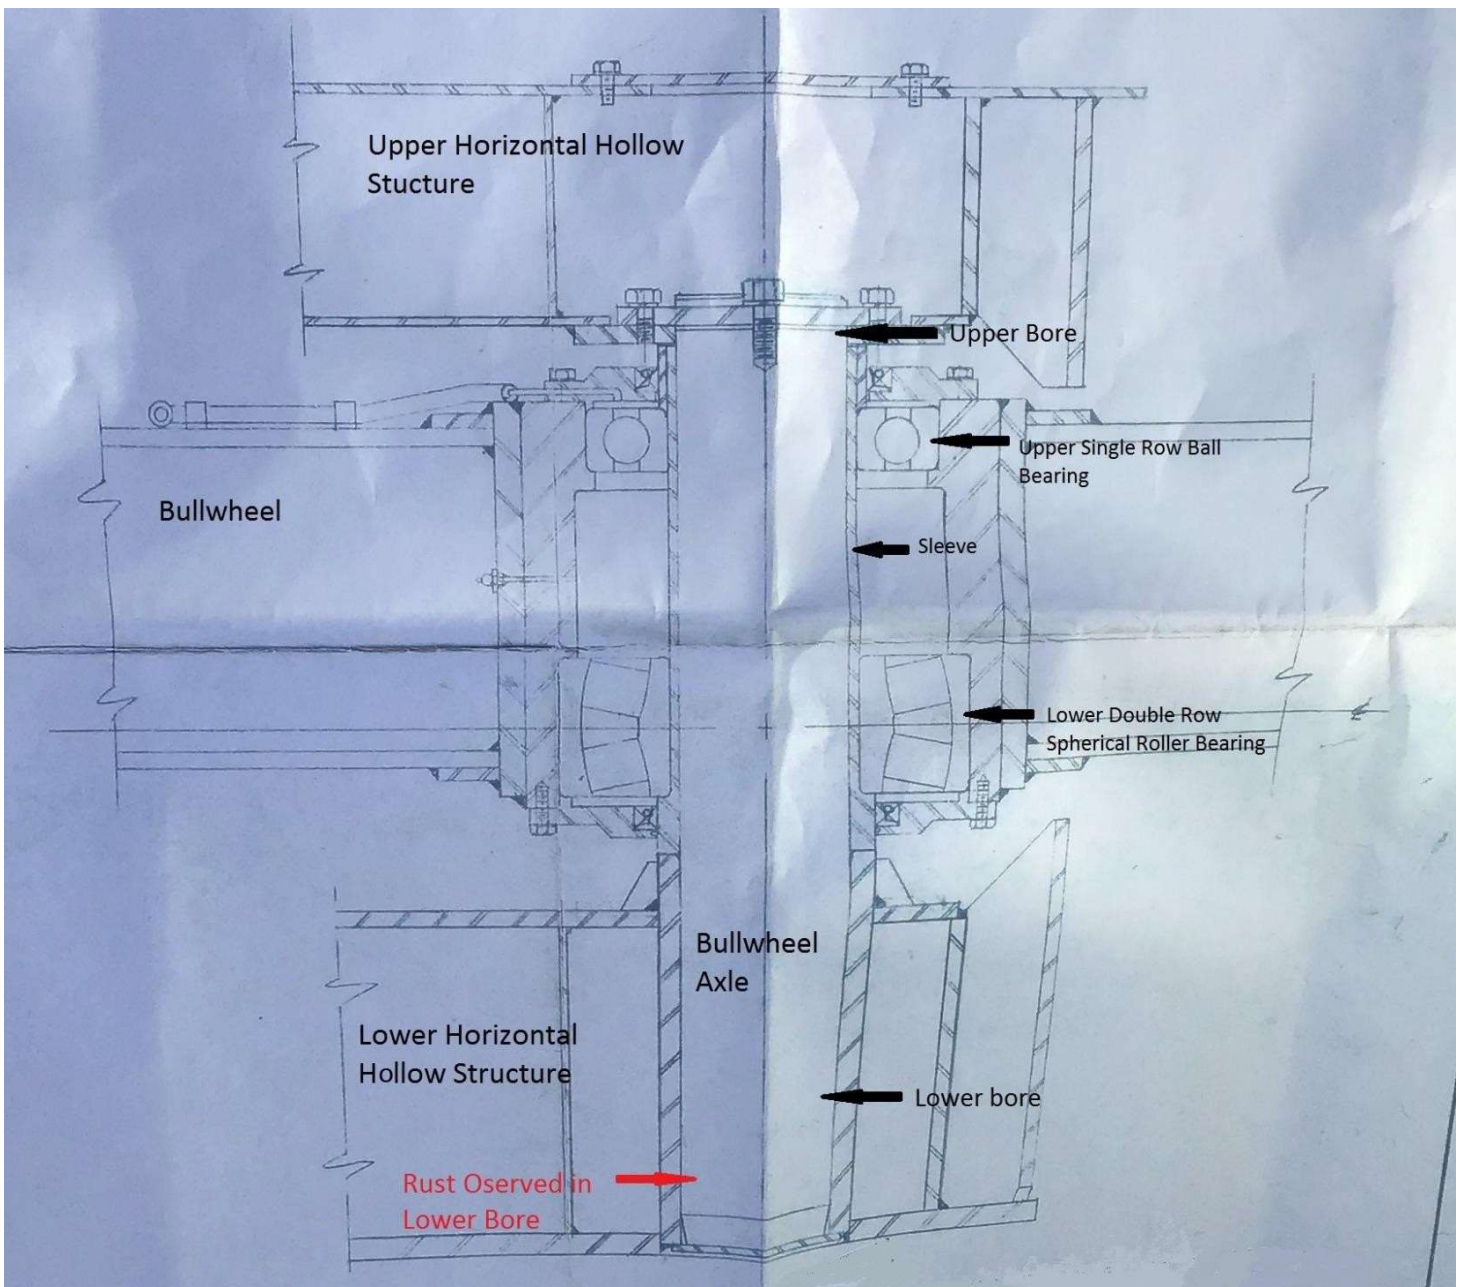 Upper Horizontal Hollow
Stucture
Upper Bore
Upper Single Row Ball
Bearing
Bullwheel
Sleeve
Lower Double Row
Spherical Roller Bearing
Bullwheel
Axle
Lower Horizontal
Hollow Structure
Lower bore
Rust Oserved in
Lower Bore